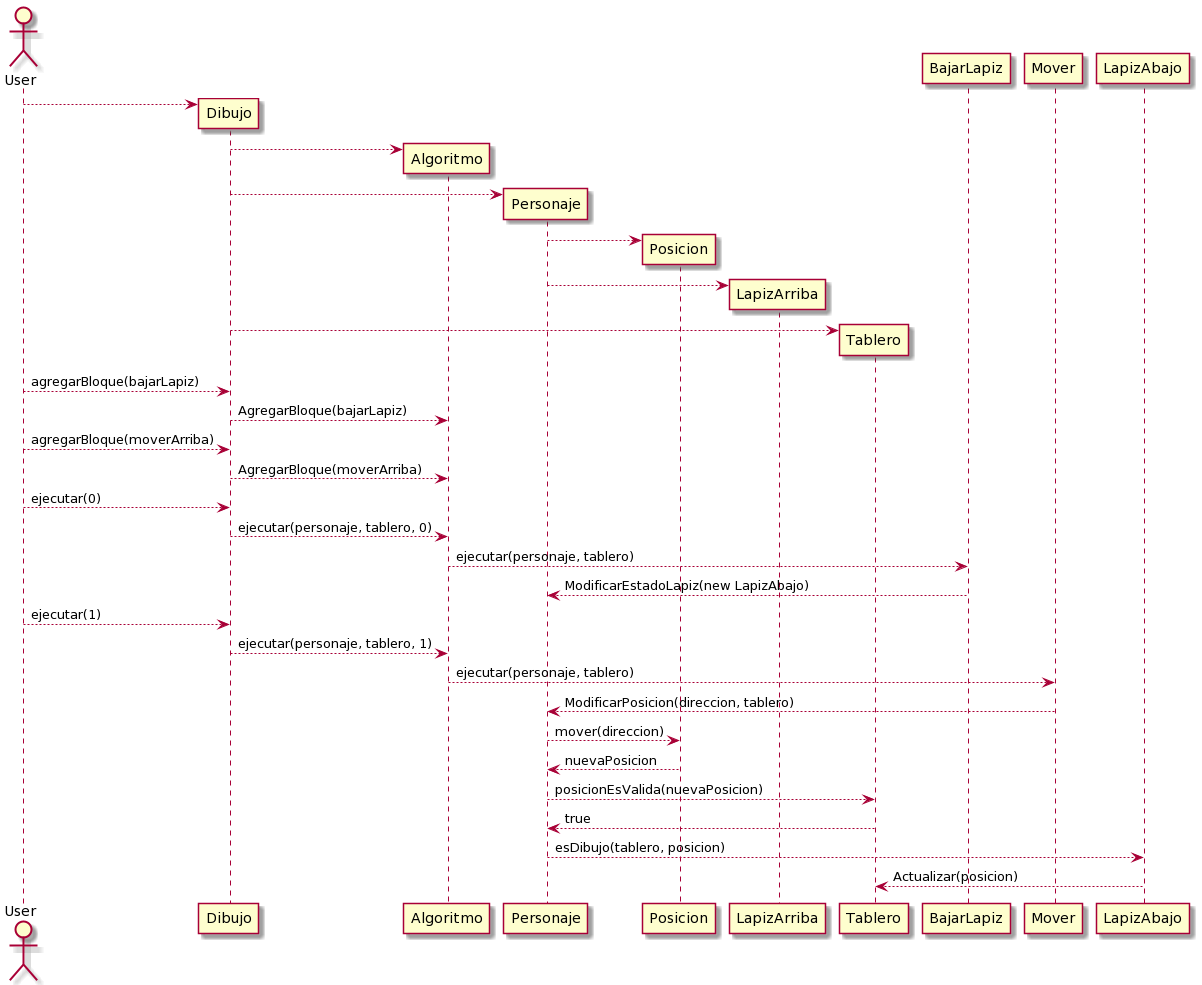 User
BajarLapiz
Mover
LapizAbajo
Dibujo
Algoritmo
Personaje
Posicion
LapizArriba
Tablero
agregarBloque(bajarLapiz)
AgregarBloque(bajarLapiz)
agregarBloque(moverArriba)
AgregarBloque(moverArriba)
ejecutar(0)
ejecutar(personaje, tablero, 0)
ejecutar(personaje, tablero)
ModificarEstadoLapiz(new LapizAbajo)
ejecutar(1)
ejecutar(personaje, tablero, 1)
ejecutar(personaje, tablero)
ModificarPosicion(direccion, tablero)
mover(direccion)
nuevaPosicion
posicionEsValida(nuevaPosicion)
true
esDibujo(tablero, posicion)
Actualizar(posicion)
User
Dibujo
Algoritmo
Personaje
Posicion
LapizArriba
Tablero
BajarLapiz
Mover
LapizAbajo